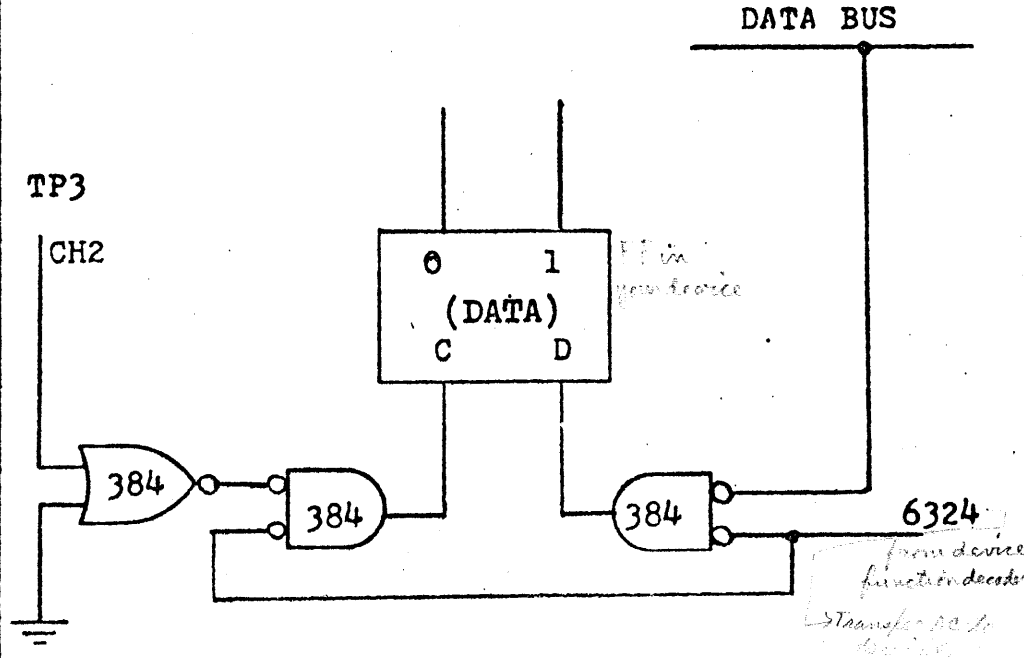 DATA BUS
TP3
CH2
0 1
(DATA)
C D
in
your device
384
384
384
6324
from device
function decoder
Transfer AC to